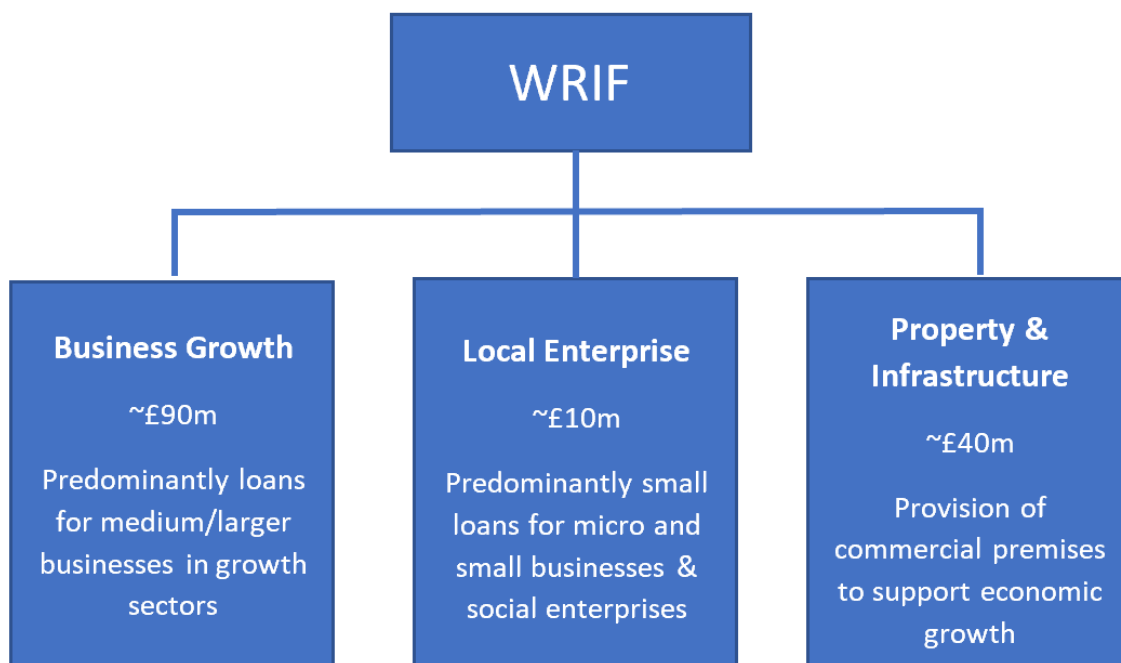 WRIF
Business Growth
~£90m
Predominantly loans
for medium/larger
businesses in growth
sectors
Local Enterprise
~£10m
Predominantly small
loans for micro and
small businesses &
social enterprises
Property &
Infrastructure
~£40m
Provision of
commercial premises
to support economic
growth